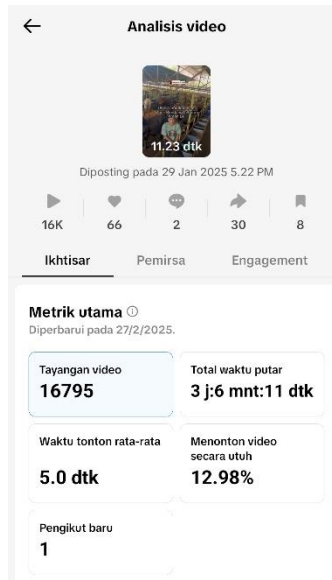 Analisis video
11.23 dtk
Diposting pada 29 Jan 2025 5.22 PM
16K 66 2 30 8
Ikhtisar Pemirsa Engagement
Metrik utama
Diperbarui pada 27/2/2025.
Tayangan video
16795
Total waktu putar
3 j:6 mnt:11 dtk
Waktu tonton rata-rata
5.0 dtk
Menonton video
secara utuh
12.98%
Pengikut baru
1